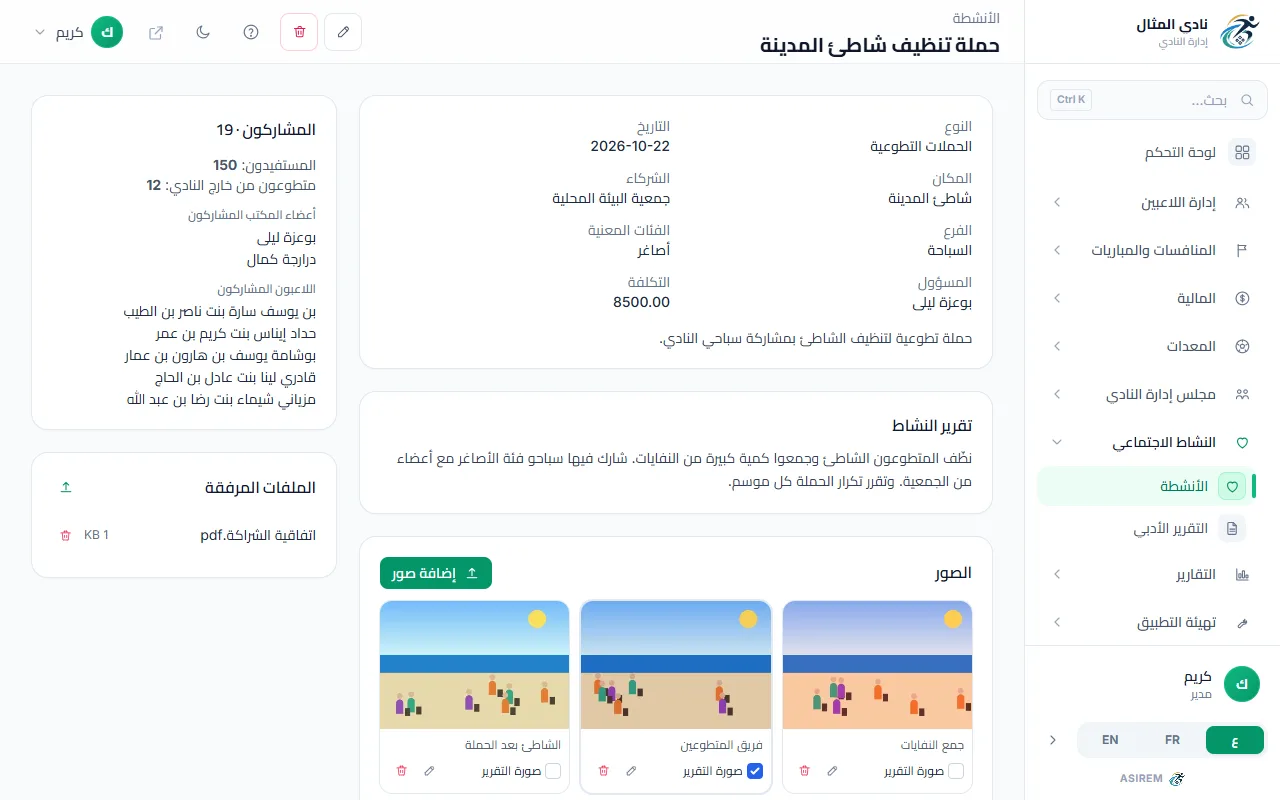 نادي المثال
إدارة النادي
بحث...
Ctrl K
لوحة التحكم
إدارة اللاعبين
المنافسات والمباريات
المالية
المعدات
مجلس إدارة النادي
النشاط الاجتماعي
الأنشطة
التقرير الأدبي
التقارير
تهيئة التطبيق
ك
كريم
مدير
ع
FR
EN
ASIREM
الأنشطة
حملة تنظيف شاطئ المدينة
ك
كريم
النوع
الحملات التطوعية
التاريخ
2026-10-22
المكان
شاطئ المدينة
الشركاء
جمعية البيئة المحلية
الفرع
السباحة
الفئات المعنية
أصاغر
المسؤول
بوعزة ليلى
التكلفة
8500.00
حملة تطوعية لتنظيف الشاطئ بمشاركة سباحي النادي.
تقرير النشاط
نظّف المتطوعون الشاطئ وجمعوا كمية كبيرة من النفايات. شارك فيها سباحو فئة الأصاغر مع أعضاء
من الجمعية. وتقرر تكرار الحملة كل موسم.
الصور
إضافة صور
جمع النفايات
صورة التقرير
فريق المتطوعين
صورة التقرير
الشاطئ بعد الحملة
صورة التقرير
المشاركون · 19
المستفيدون: 150
متطوعون من خارج النادي: 12
أعضاء المكتب المشاركون
بوعزة ليلى
درارجة كمال
اللاعبون المشاركون
بن يوسف سارة بنت ناصر بن الطيب
حداد إيناس بنت كريم بن عمر
بوشامة يوسف بن هارون بن عمار
قادري لينا بنت عادل بن الحاج
مزياني شيماء بنت رضا بن عبد الله
الملفات المرفقة
اتفاقية الشراكة.pdf
1 KB